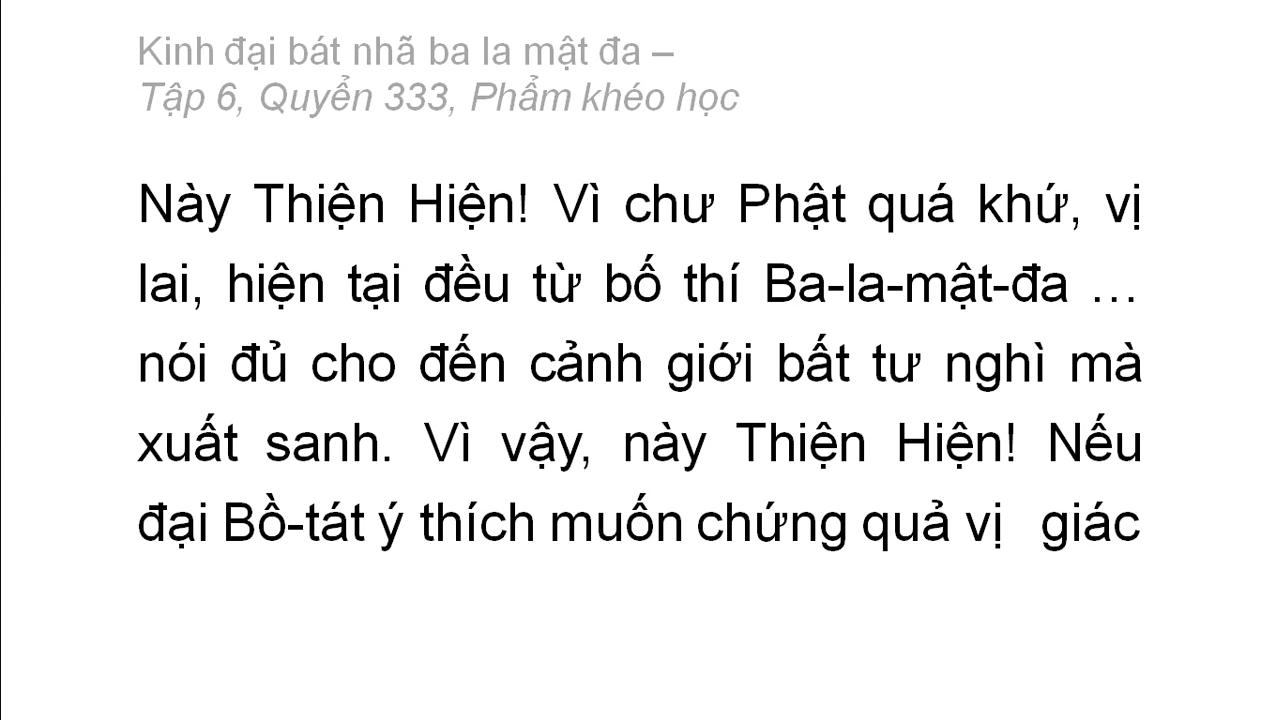 Kinh đại bát nhã ba la mật đa –
Tập 6, Quyển 333, Phẩm khéo học
Này Thiện Hiện! Vì chư Phật quá khứ, vị
lai, hiện tại đều từ bố thí Ba-la-mật-đa …
nói đủ cho đến cảnh giới bất tư nghì mà
xuất sanh. Vì vậy, này Thiện Hiện! Nếu
đại Bồ-tát ý thích muốn chứng quả vị giác